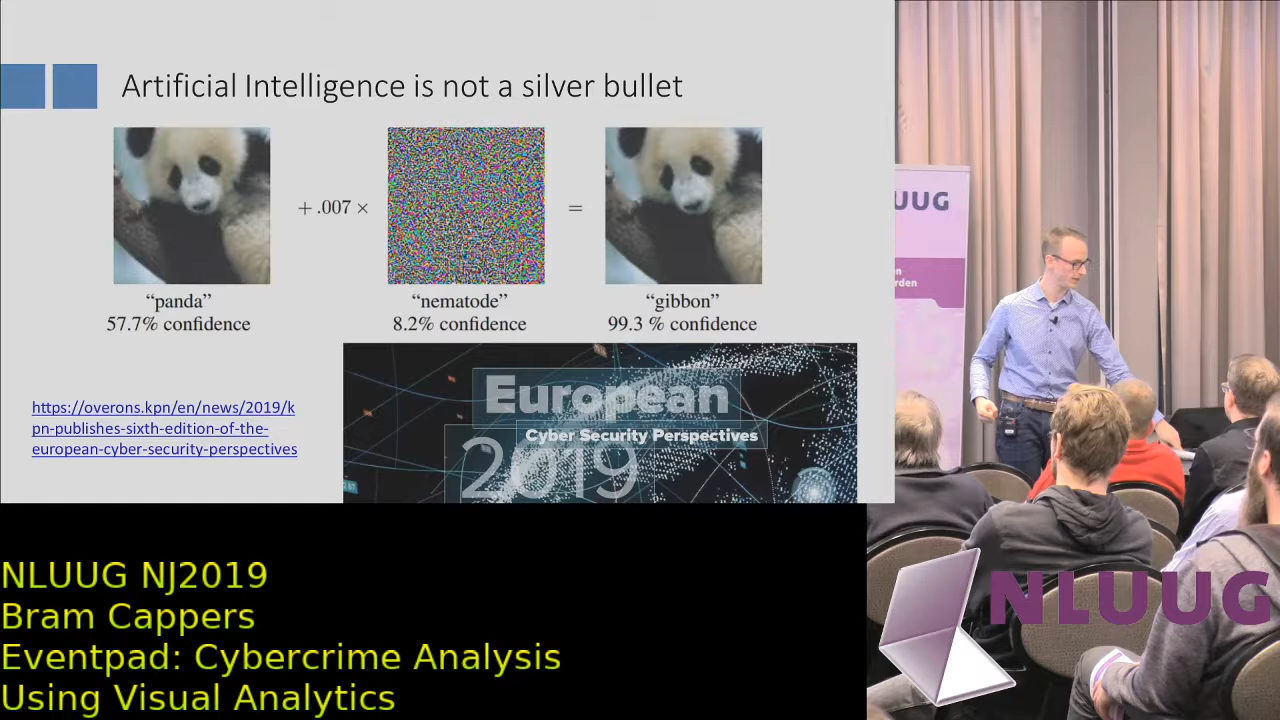 Artificial Intelligence is not a silver bullet
+ .007 ×
=
“panda”
57.7% confidence
“nematode”
8.2% confidence
“gibbon”
99.3 % confidence
https://overons.kpn/en/news/2019/k
pn-publishes-sixth-edition-of-the-
european-cyber-security-perspectives
European
Cyber Security Perspectives
2019
UUG
NLUUG NJ2019
Bram Cappers
Eventpad: Cybercrime Analysis
Using Visual Analytics
NLUUG